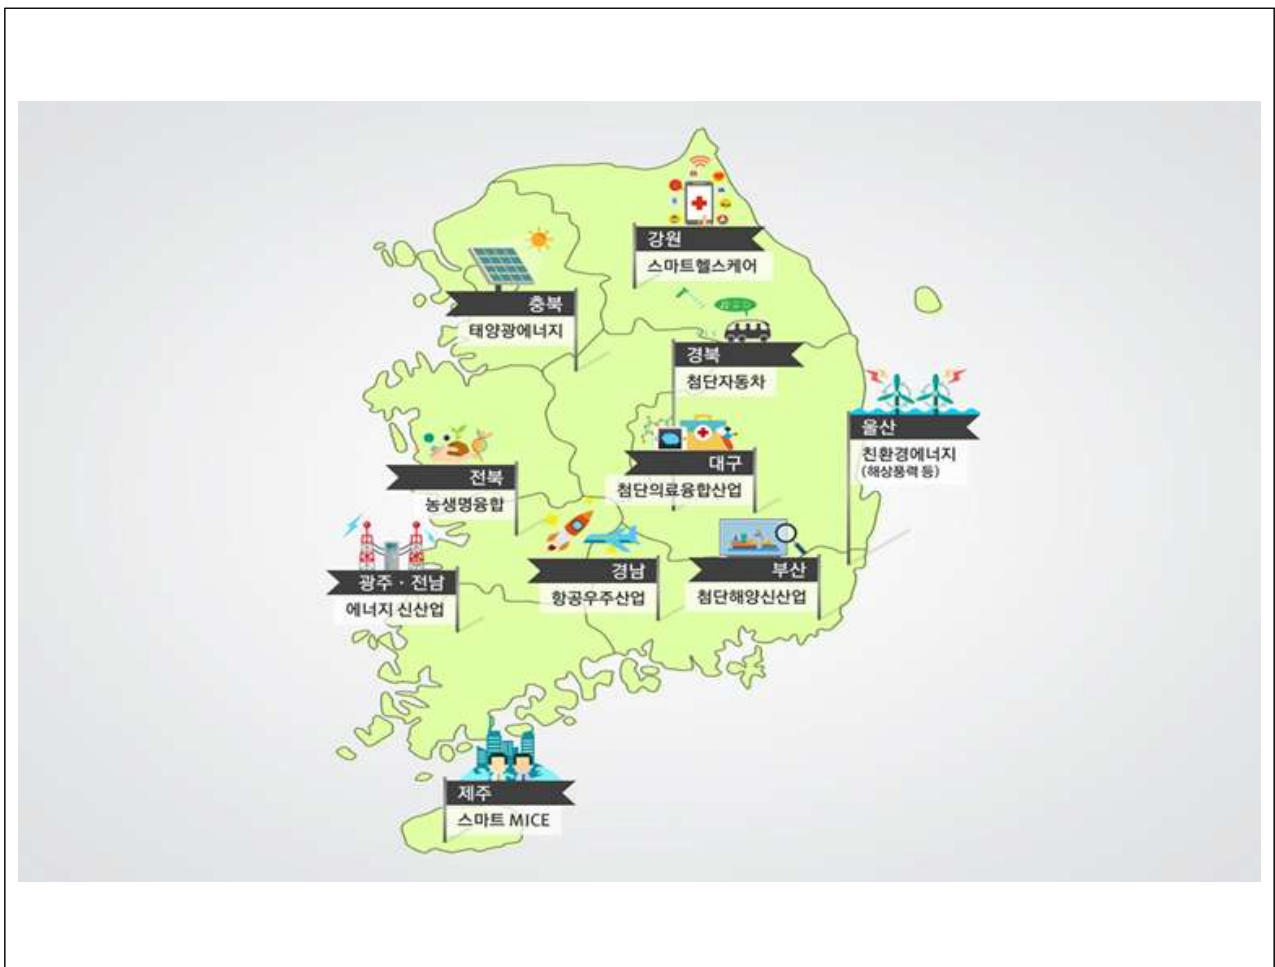 강원
스마트헬스케어
충북
태양광에너지
경북
첨단자동차
울산
친환경에너지
(해상풍력 등)
대구
첨단의료융합산업
전북
농생명융합
경남
항공우주산업
부산
첨단해양신산업
광주 · 전남
에너지 신산업
제주
스마트 MICE